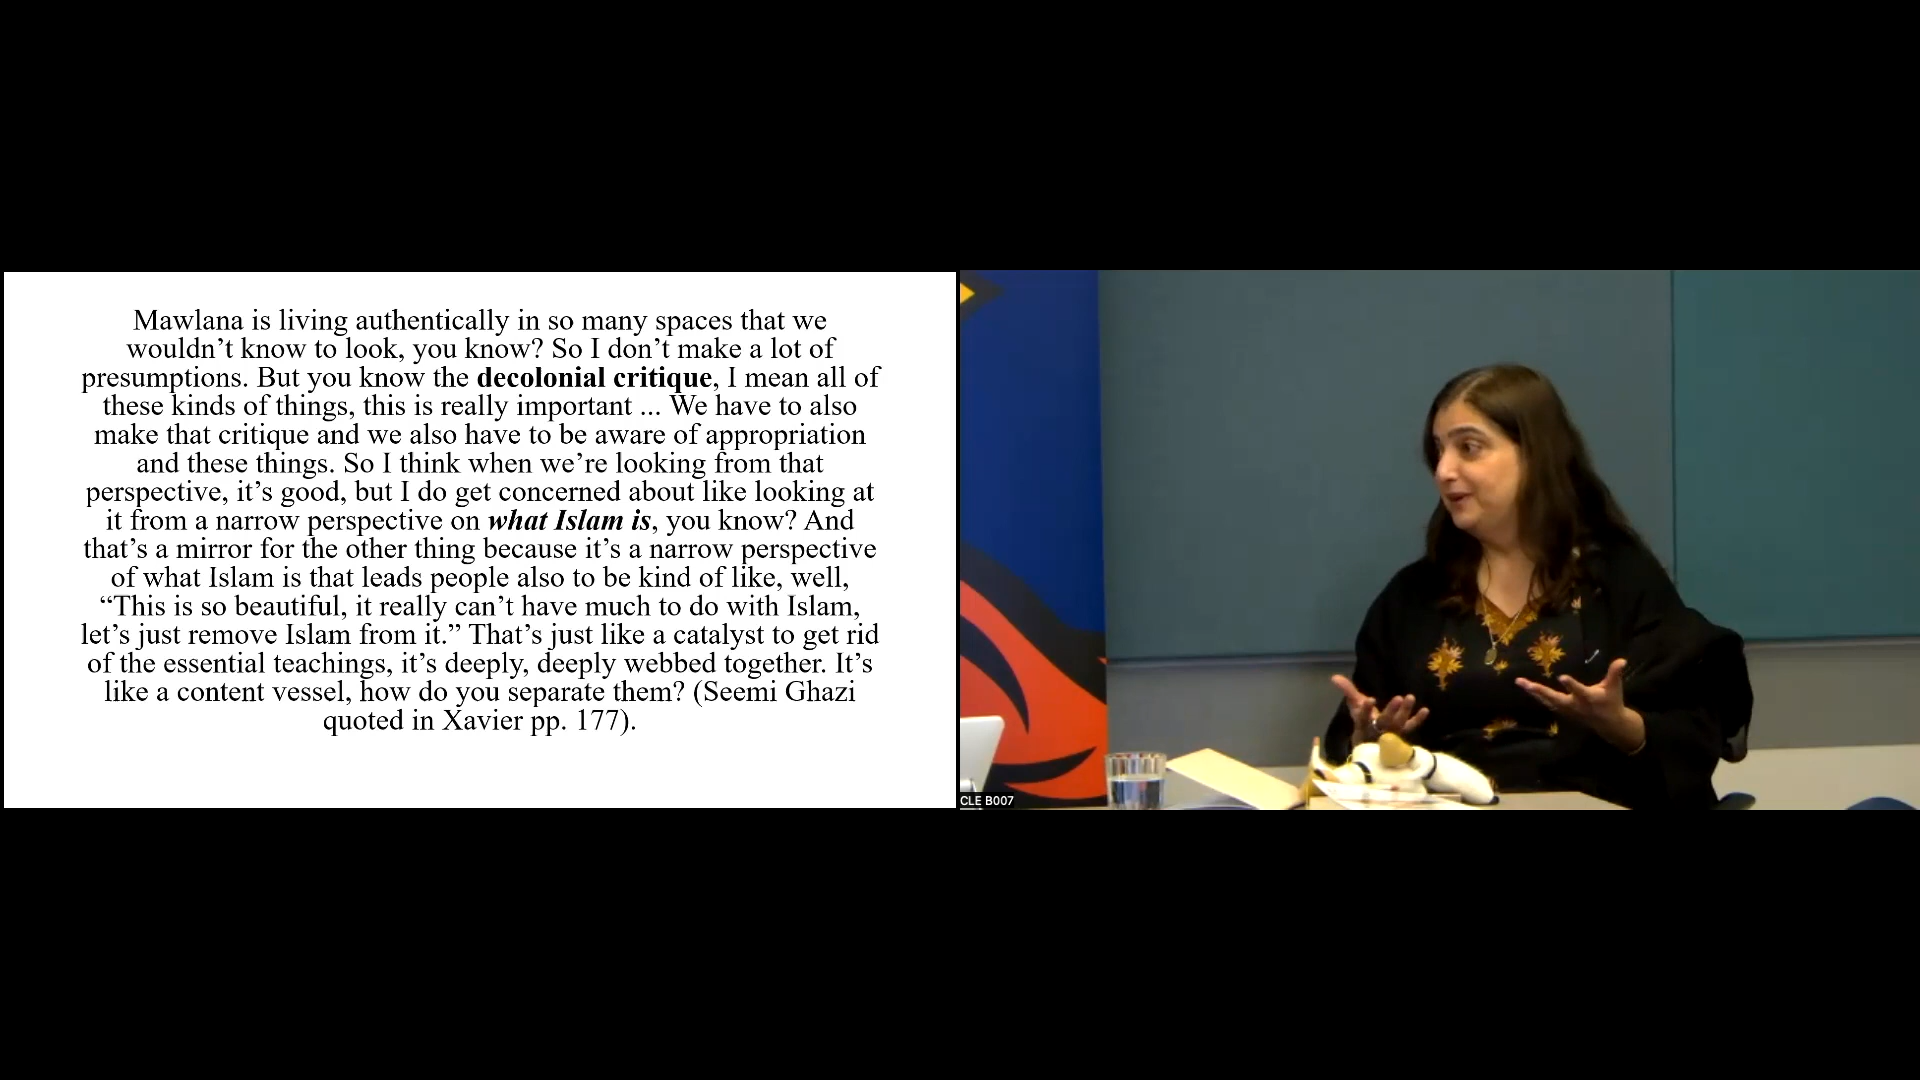 Mawlana is living authentically in so many spaces that we
wouldn’t know to look, you know? So I don’t make a lot of
presumptions. But you know the decolonial critique, I mean all of
these kinds of things, this is really important ... We have to also
make that critique and we also have to be aware of appropriation
and these things. So I think when we’re looking from that
perspective, it’s good, but I do get concerned about like looking at
it from a narrow perspective on what Islam is, you know? And
that’s a mirror for the other thing because it’s a narrow perspective
of what Islam is that leads people also to be kind of like, well,
“This is so beautiful, it really can’t have much to do with Islam,
let’s just remove Islam from it.” That’s just like a catalyst to get rid
of the essential teachings, it’s deeply, deeply webbed together. It’s
like a content vessel, how do you separate them? (Seemi Ghazi
quoted in Xavier pp. 177).
CLE B007